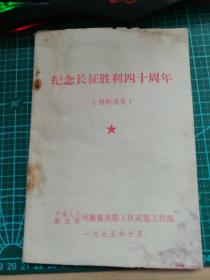 纪念长征胜利四十周年
（材料选集）
河南省舞阳工区武装工作组
一九七五年十月